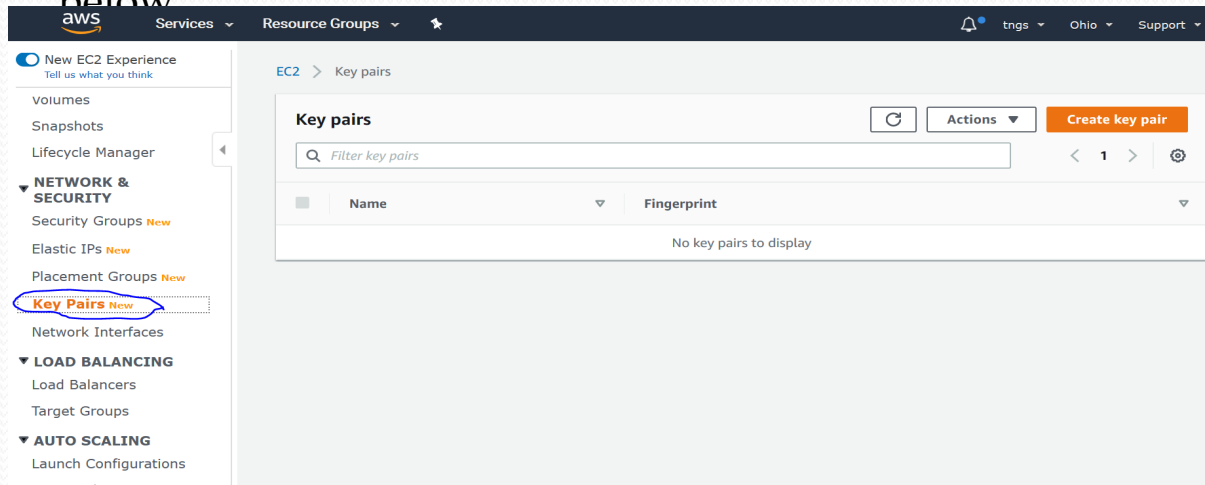 below
aws Services Resource Groups tngs Ohio Support
New EC2 Experience
Tell us what you think
EC2 > Key pairs
Volumes
Snapshots
Lifecycle Manager
NETWORK &
SECURITY
Security Groups New
Elastic IPs New
Placement Groups New
Key Pairs New
Network Interfaces
LOAD BALANCING
Load Balancers
Target Groups
AUTO SCALING
Launch Configurations
Key pairs
Actions
Create key pair
Filter key pairs
< 1 >
Name Fingerprint
No key pairs to display